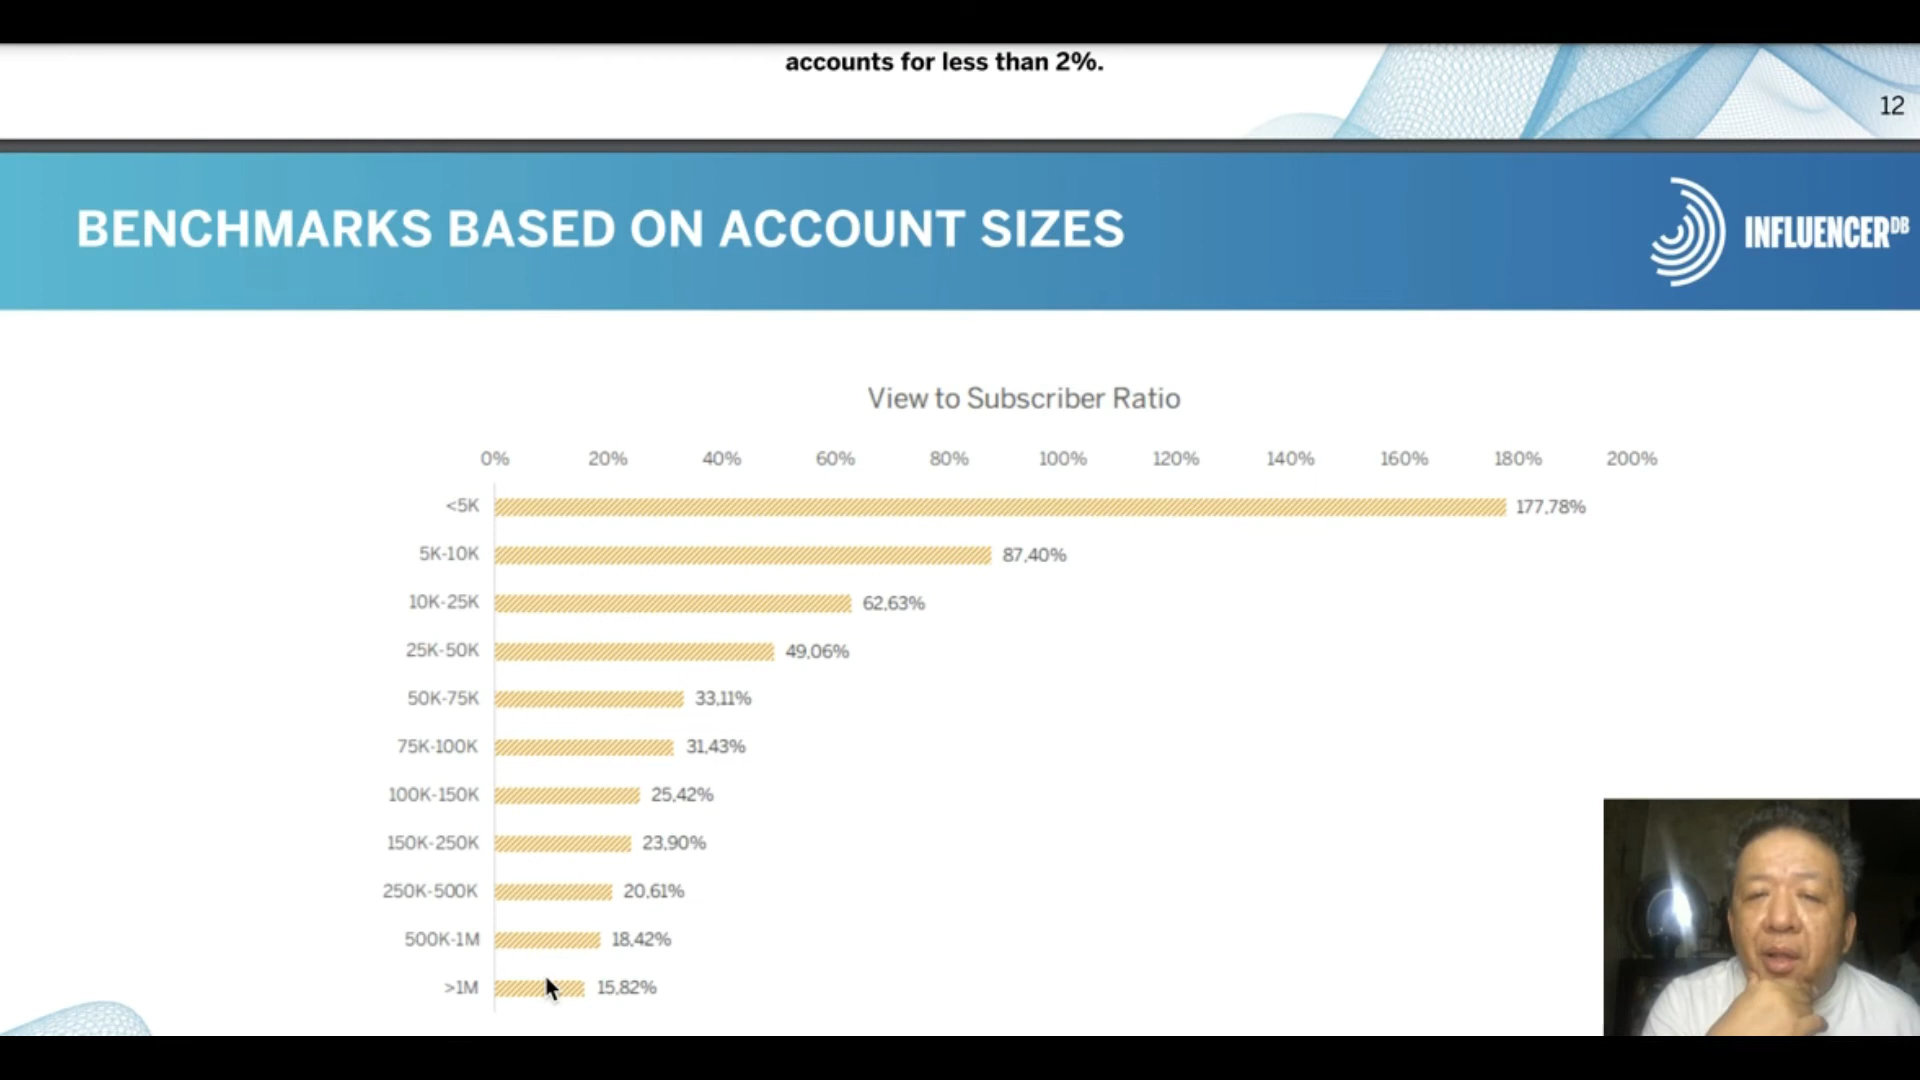 accounts for less than 2%.
12
BENCHMARKS BASED ON ACCOUNT SIZES
INFLUENCERDB
View to Subscriber Ratio
0% 20% 40% 60% 80% 100% 120% 140% 160% 180% 200%
<5K 177,78%
5K-10K 87,40%
10K-25K 62,63%
25K-50K 49,06%
50K-75K 33,11%
75K-100K 31,43%
100K-150K 25,42%
150K-250K 23,90%
250K-500K 20,61%
500K-1M 18,42%
>1M 15,82%